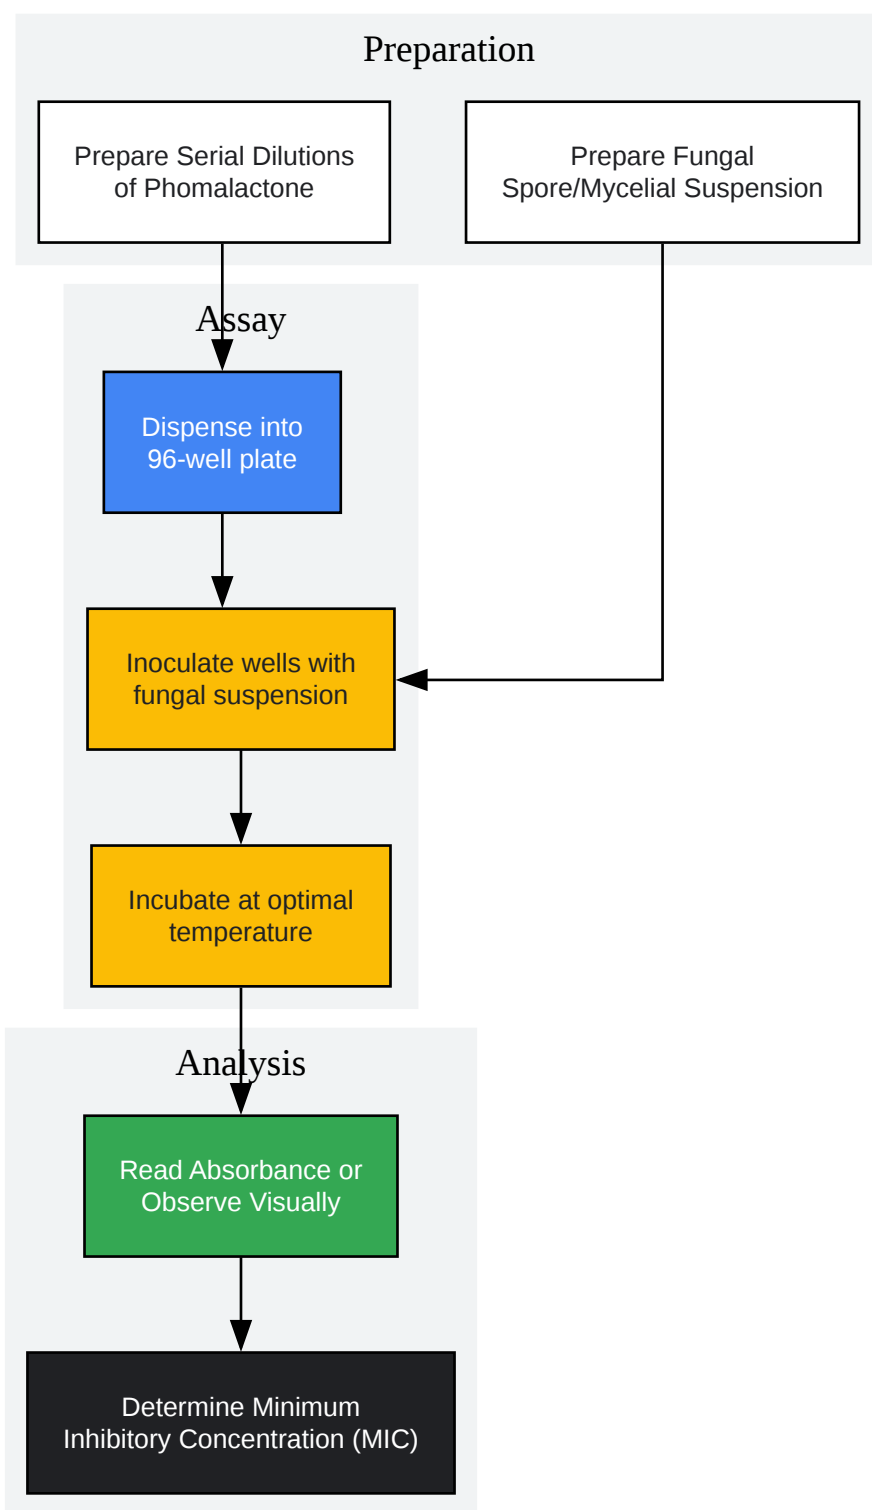 Preparation
Prepare Serial Dilutions
of Phomalactone
Prepare Fungal
Spore/Mycelial Suspension
Assay
Dispense into
96-well plate
Inoculate wells with
fungal suspension
Incubate at optimal
temperature
Analysis
Read Absorbance or
Observe Visually
Determine Minimum
Inhibitory Concentration (MIC)